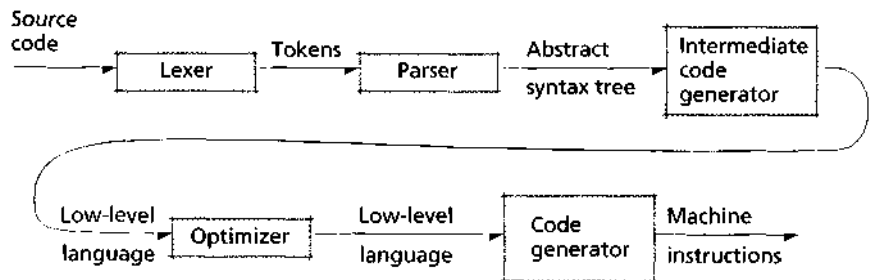 Source
code
Lexer
Tokens
Parser
Abstract
syntax tree
Intermediate
code
generator
Low-level
language
Optimizer
Low-level
language
Code
generator
Machine
instructions